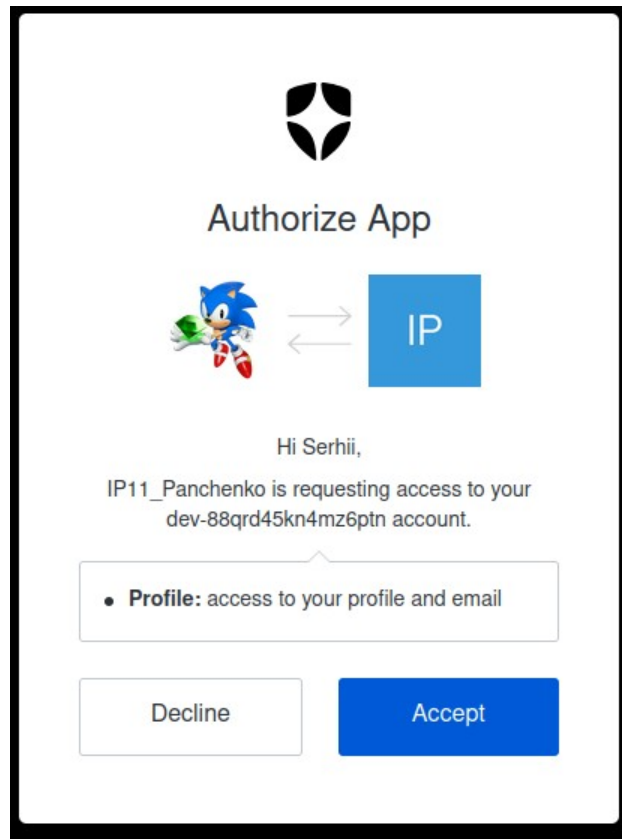 Authorize App
IP
Hi Serhii,
IP11_Panchenko is requesting access to your
dev-88qrd45kn4mz6ptn account.
• Profile: access to your profile and email
Decline
Accept